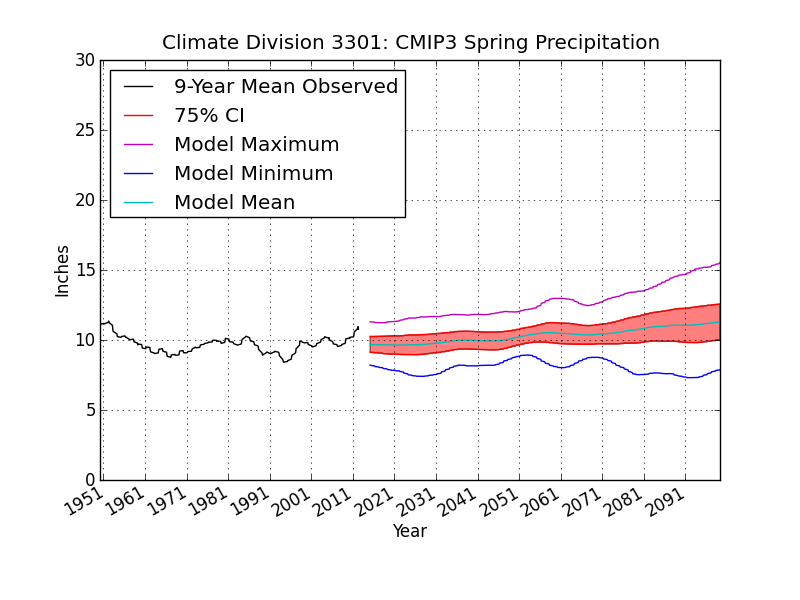 Climate Division 3301: CMIP3 Spring Precipitation
30
25
20
15
10
5
0
Inches
9-Year Mean Observed
75% CI
Model Maximum
Model Minimum
Model Mean
1951 1961 1971 1981 1991 2001 2011 2021 2031 2041 2051 2061 2071 2081 2091
Year